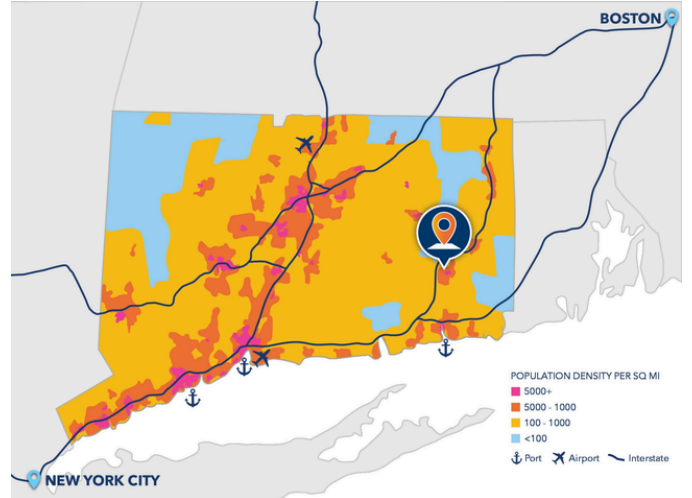 BOSTON
NEW YORK CITY
POPULATION DENSITY PER SQ MI
5000+
5000 - 1000
100 - 1000
<100
Port Airport Interstate